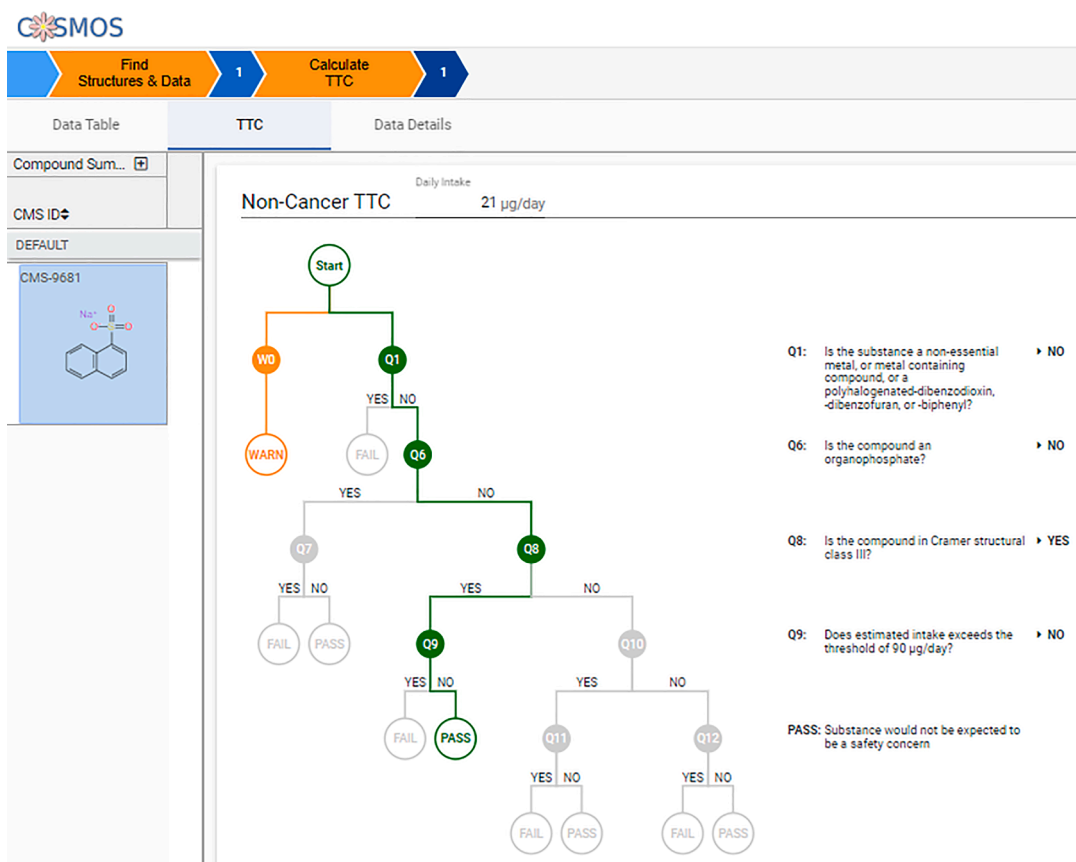 COSMOS
Find
Structures & Data
1
Calculate
TTC
1
Data Table
TTC
Data Details
Compound Sum...
CMS ID
DEFAULT
CMS-9681
Na+
O
O
S
O
Non-Cancer TTC
Daily Intake
21 µg/day
Start
W0
Q1
YES NO
WARN
FAIL
Q6
YES
NO
Q7
Q8
YES NO
YES
NO
FAIL
PASS
Q9
Q10
YES NO
YES
NO
FAIL
PASS
Q11
Q12
YES NO
YES NO
FAIL
PASS
FAIL
PASS
Q1: Is the substance a non-essential NO
metal, or metal containing
compound, or a
polyhalogenated-dibenzodioxin,
-dibenzofuran, or -biphenyl?
Q6: Is the compound an NO
organophosphate?
Q8: Is the compound in Cramer structural YES
class III?
Q9: Does estimated intake exceeds the NO
threshold of 90 µg/day?
PASS: Substance would not be expected to
be a safety concern